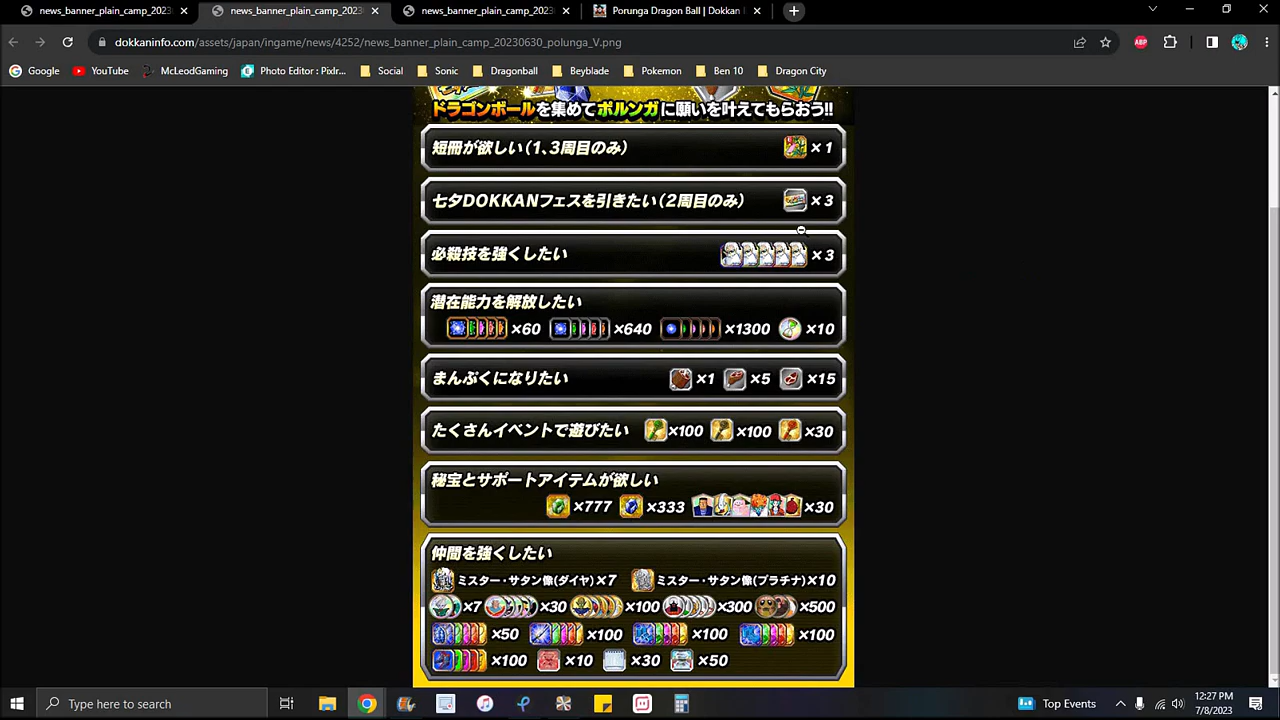 news_banner_plain_camp_2023
news_banner_plain_camp_2023
news_banner_plain_camp_2023
Porunga Dragon Ball | Dokkan
dokkaninfo.com/assets/japan/ingame/news/4252/news_banner_plain_camp_20230630_polunga_V.png
ABP
Google
YouTube
McLeodGaming
Photo Editor : Pixlr...
Social
Sonic
Dragonball
Beyblade
Pokemon
Ben 10
Dragon City
ドラゴンボールを集めてポルンガに願いを叶えてもらおう!!
短冊が欲しい(1、3周目のみ) ×1
七夕DOKKANフェスを引きたい(2周目のみ) ×3
必殺技を強くしたい ×3
潜在能力を解放したい
×60 ×640 ×1300 ×10
まんぷくになりたい ×1 ×5 ×15
たくさんイベントで遊びたい ×100 ×100 ×30
秘宝とサポートアイテムが欲しい
×777 ×333 ×30
仲間を強くしたい
ミスター・サタン像(ダイヤ)×7 ミスター・サタン像(プラチナ)×10
×7 ×30 ×100 ×300 ×500
×50 ×100 ×100 ×100
×100 ×10 ×30 ×50
Type here to search
Top Events
12:27 PM
7/8/2023